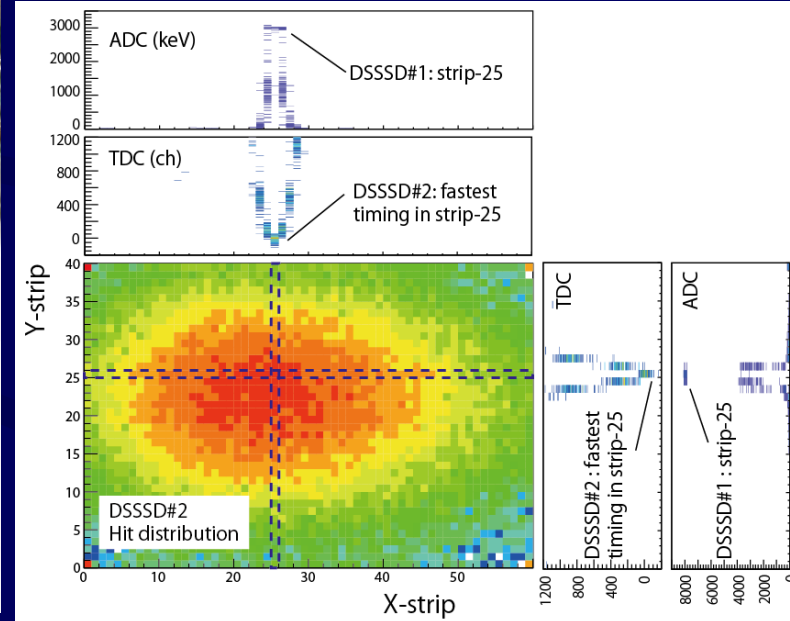 3000
ADC (keV)
2000
DSSSD#1: strip-25
1000
0
1200
TDC (ch)
800
DSSSD#2: fastest
timing in strip-25
400
0
40
Y-strip
35
30
25
20
15
10
5
0
DSSSD#2
Hit distribution
0
20
30
50
X-strip
TDC
DSSSD#2 : fastest
timing in strip-25
1200
800
400
0
ADC
DSSSD#1 : strip-25
8000
6000
4000
2000
0